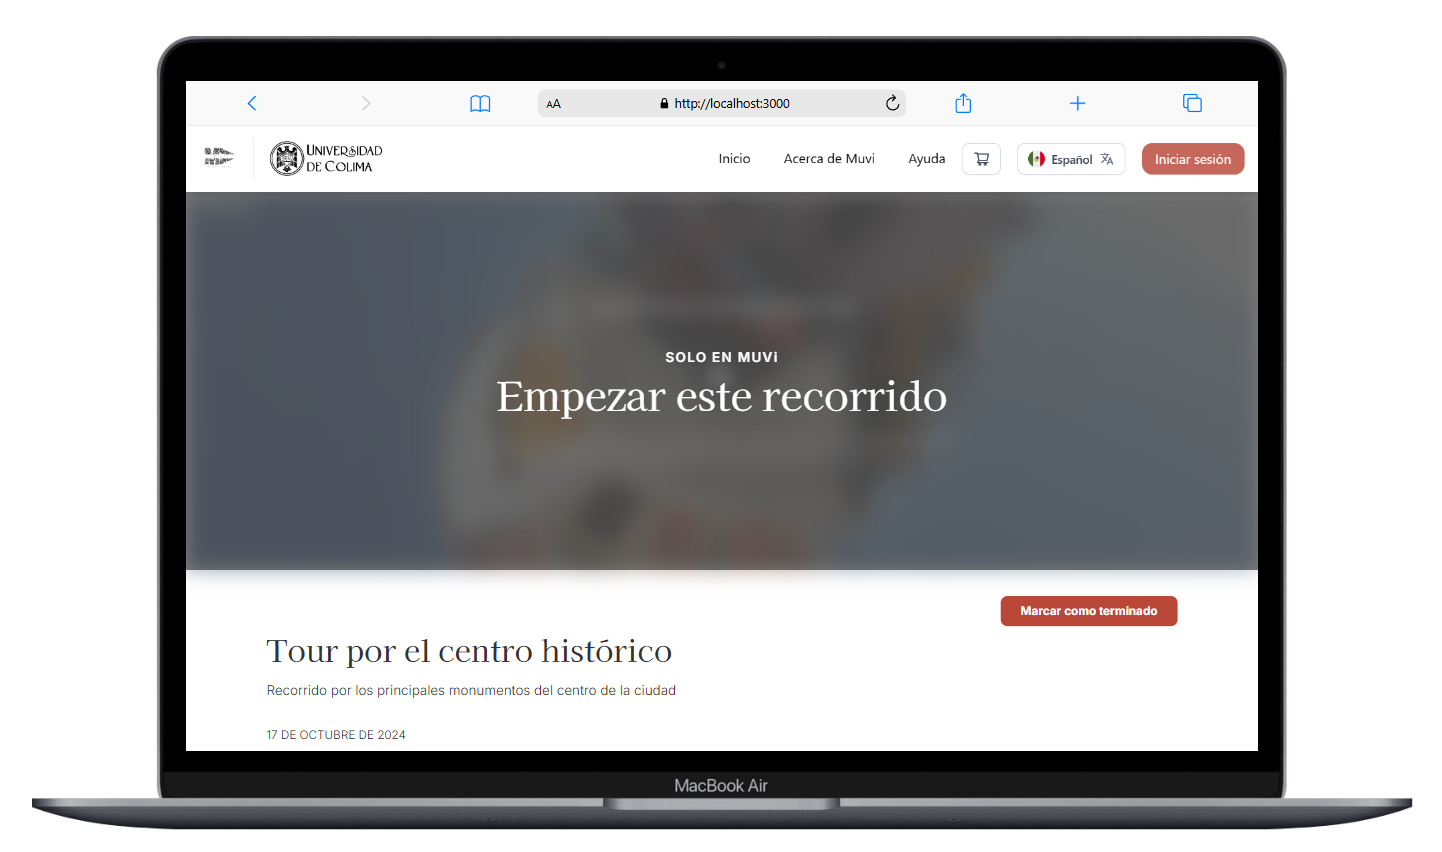 AA
http://localhost:3000
UNIVERSIDAD
DE COLIMA
Inicio
Acerca de Muvi
Ayuda
Español
Iniciar sesión
SOLO EN MUVi
Empezar este recorrido
Marcar como terminado
Tour por el centro histórico
Recorrido por los principales monumentos del centro de la ciudad
17 DE OCTUBRE DE 2024
MacBook Air